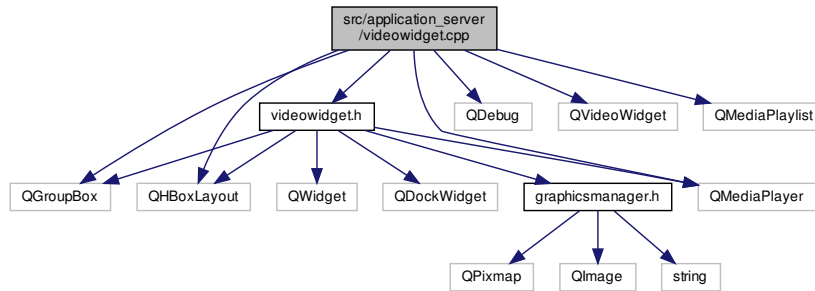 src/application_server
/videowidget.cpp
videowidget.h
QDebug
QVideoWidget
QMediaPlaylist
QGroupBox
QHBoxLayout
QWidget
QDockWidget
graphicsmanager.h
QMediaPlayer
QPixmap
QImage
string